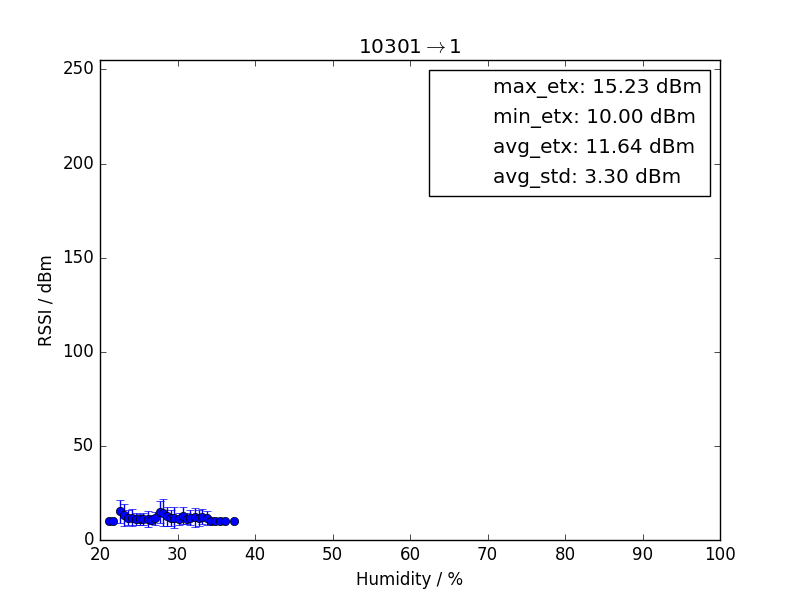 10301→1
max_etx: 15.23 dBm
min_etx: 10.00 dBm
avg_etx: 11.64 dBm
avg_std: 3.30 dBm
RSSI / dBm
250
200
150
100
50
0
20 30 40 50 60 70 80 90 100
Humidity / %